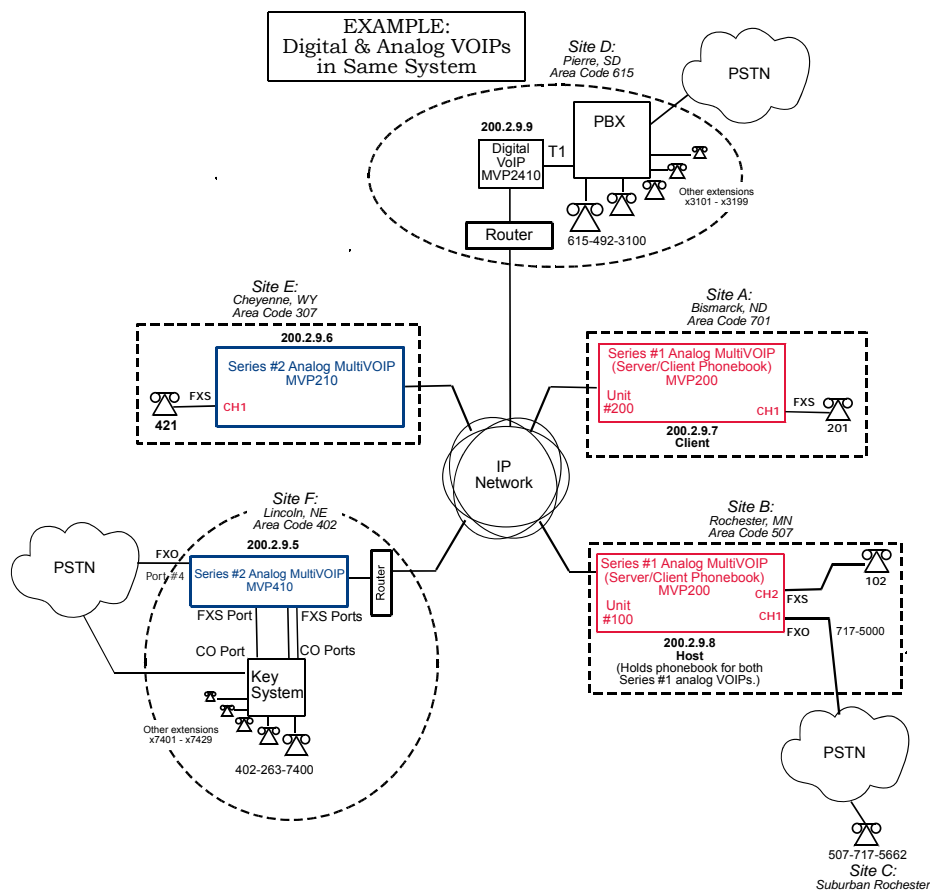 EXAMPLE:
Digital & Analog VOIPs
in Same System
Site D:
Pierre, SD
Area Code 615
PSTN
200.2.9.9
Digital
VoIP
MVP2410
T1
PBX
Other extensions
x3101 - x3199
615-492-3100
Router
Site E:
Cheyenne, WY
Area Code 307
200.2.9.6
Series #2 Analog MultiVOIP
MVP210
FXS
CH1
421
Site A:
Bismarck, ND
Area Code 701
Series #1 Analog MultiVOIP
(Server/Client Phonebook)
MVP200
Unit
#200
CH1
FXS
201
200.2.9.7
Client
IP
Network
Site F:
Lincoln, NE
Area Code 402
200.2.9.5
PSTN
FXO
Port #4
Series #2 Analog MultiVOIP
MVP410
Router
FXS Port
FXS Ports
CO Port
CO Ports
Key
System
Other extensions
x7401 - x7429
402-263-7400
Site B:
Rochester, MN
Area Code 507
Series #1 Analog MultiVOIP
(Server/Client Phonebook)
MVP200
Unit
#100
CH2
FXS
102
CH1
FXO
717-5000
200.2.9.8
Host
(Holds phonebook for both
Series #1 analog VOIPs.)
PSTN
507-717-5662
Site C:
Suburban Rochester